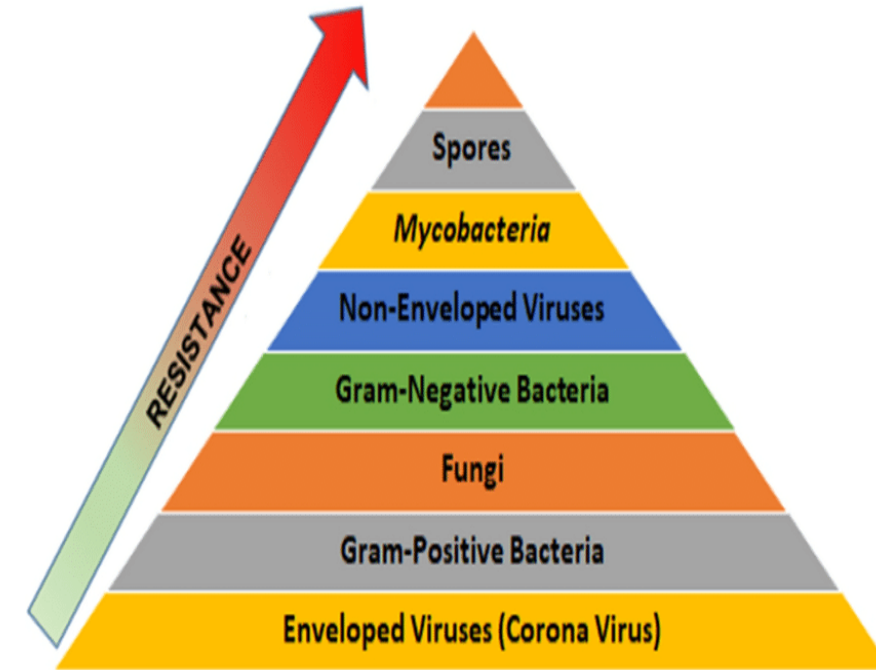 RESISTANCE
Spores
Mycobacteria
Non-Enveloped Viruses
Gram-Negative Bacteria
Fungi
Gram-Positive Bacteria
Enveloped Viruses (Corona Virus)